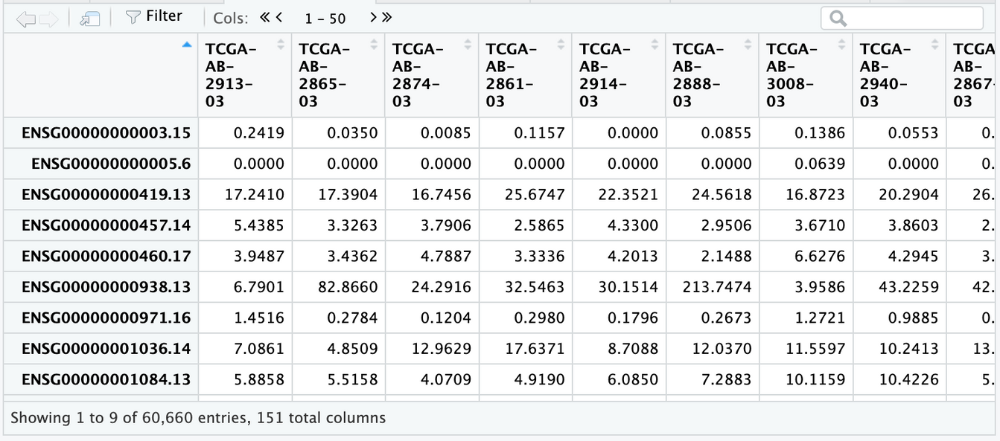 Filter Cols: 1 - 50
TCGA- TCGA- TCGA- TCGA- TCGA- TCGA- TCGA- TCGA- TCGA
AB- AB- AB- AB- AB- AB- AB- AB- AB-
2913- 2865- 2874- 2861- 2914- 2888- 3008- 2940- 2867-
03 03 03 03 03 03 03 03 03
ENSG00000000003.15 0.2419 0.0350 0.0085 0.1157 0.0000 0.0855 0.1386 0.0553 0.
ENSG00000000005.6 0.0000 0.0000 0.0000 0.0000 0.0000 0.0000 0.0639 0.0000 0.
ENSG00000000419.13 17.2410 17.3904 16.7456 25.6747 22.3521 24.5618 16.8723 20.2904 26.
ENSG00000000457.14 5.4385 3.3263 3.7906 2.5865 4.3300 2.9506 3.6710 3.8603 2.
ENSG00000000460.17 3.9487 3.4362 4.7887 3.3336 4.2013 2.1488 6.6276 4.2945 3.
ENSG00000000938.13 6.7901 82.8660 24.2916 32.5463 30.1514 213.7474 3.9586 43.2259 42.
ENSG00000000971.16 1.4516 0.2784 0.1204 0.2980 0.1796 0.2673 1.2721 0.9885 0.
ENSG00000001036.14 7.0861 4.8509 12.9629 17.6371 8.7088 12.0370 11.5597 10.2413 13.
ENSG00000001084.13 5.8858 5.5158 4.0709 4.9190 6.0850 7.2883 10.1159 10.4226 5.
Showing 1 to 9 of 60,660 entries, 151 total columns